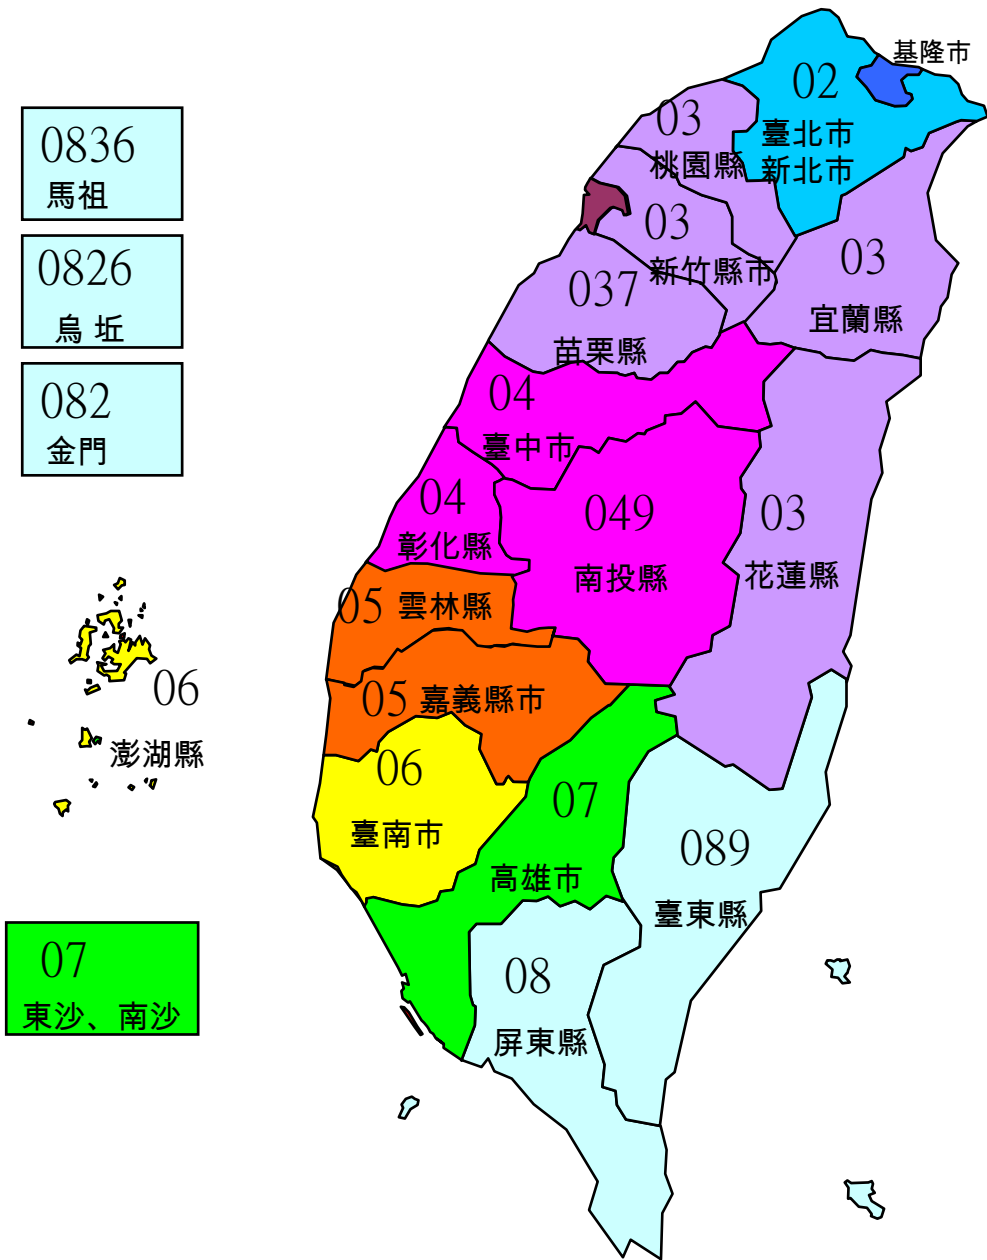 基隆市
02
臺北市
新北市
03
桃園縣
0836
馬祖
03
新竹縣市
03
宜蘭縣
0826
烏坵
037
苗栗縣
082
金門
04
臺中市
04
彰化縣
049
南投縣
03
花蓮縣
05 雲林縣
06
澎湖縣
05 嘉義縣市
06
臺南市
07
高雄市
089
臺東縣
07
東沙、南沙
08
屏東縣